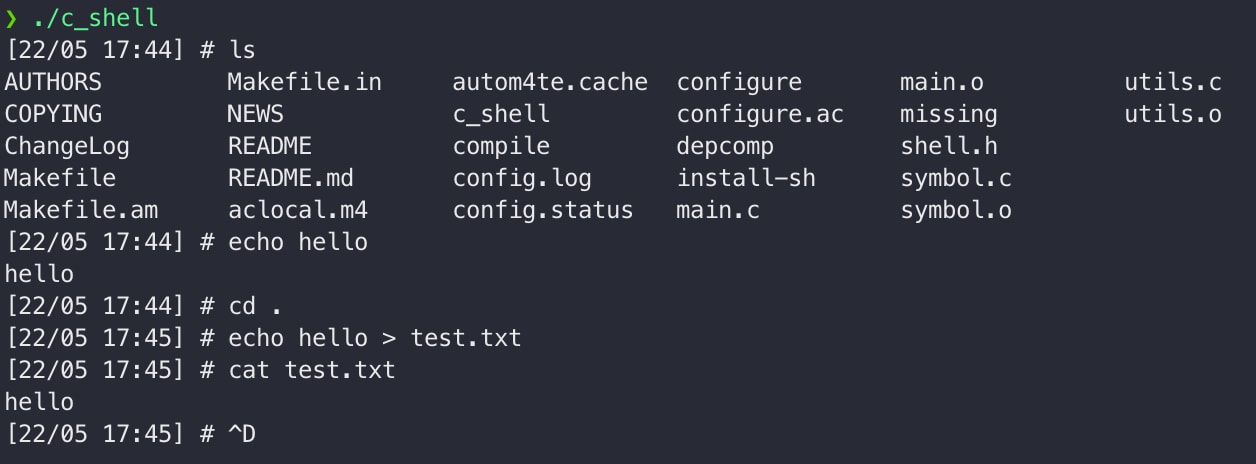 ❯ ./c_shell
[22/05 17:44] # ls
AUTHORS        Makefile.in    autom4te.cache configure      main.o         utils.c
COPYING        NEWS           c_shell        configure.ac   missing        utils.o
ChangeLog      README         compile        depcomp        shell.h
Makefile       README.md      config.log     install-sh     symbol.c
Makefile.am    aclocal.m4     config.status  main.c         symbol.o
[22/05 17:44] # echo hello
hello
[22/05 17:44] # cd .
[22/05 17:45] # echo hello > test.txt
[22/05 17:45] # cat test.txt
hello
[22/05 17:45] # ^D